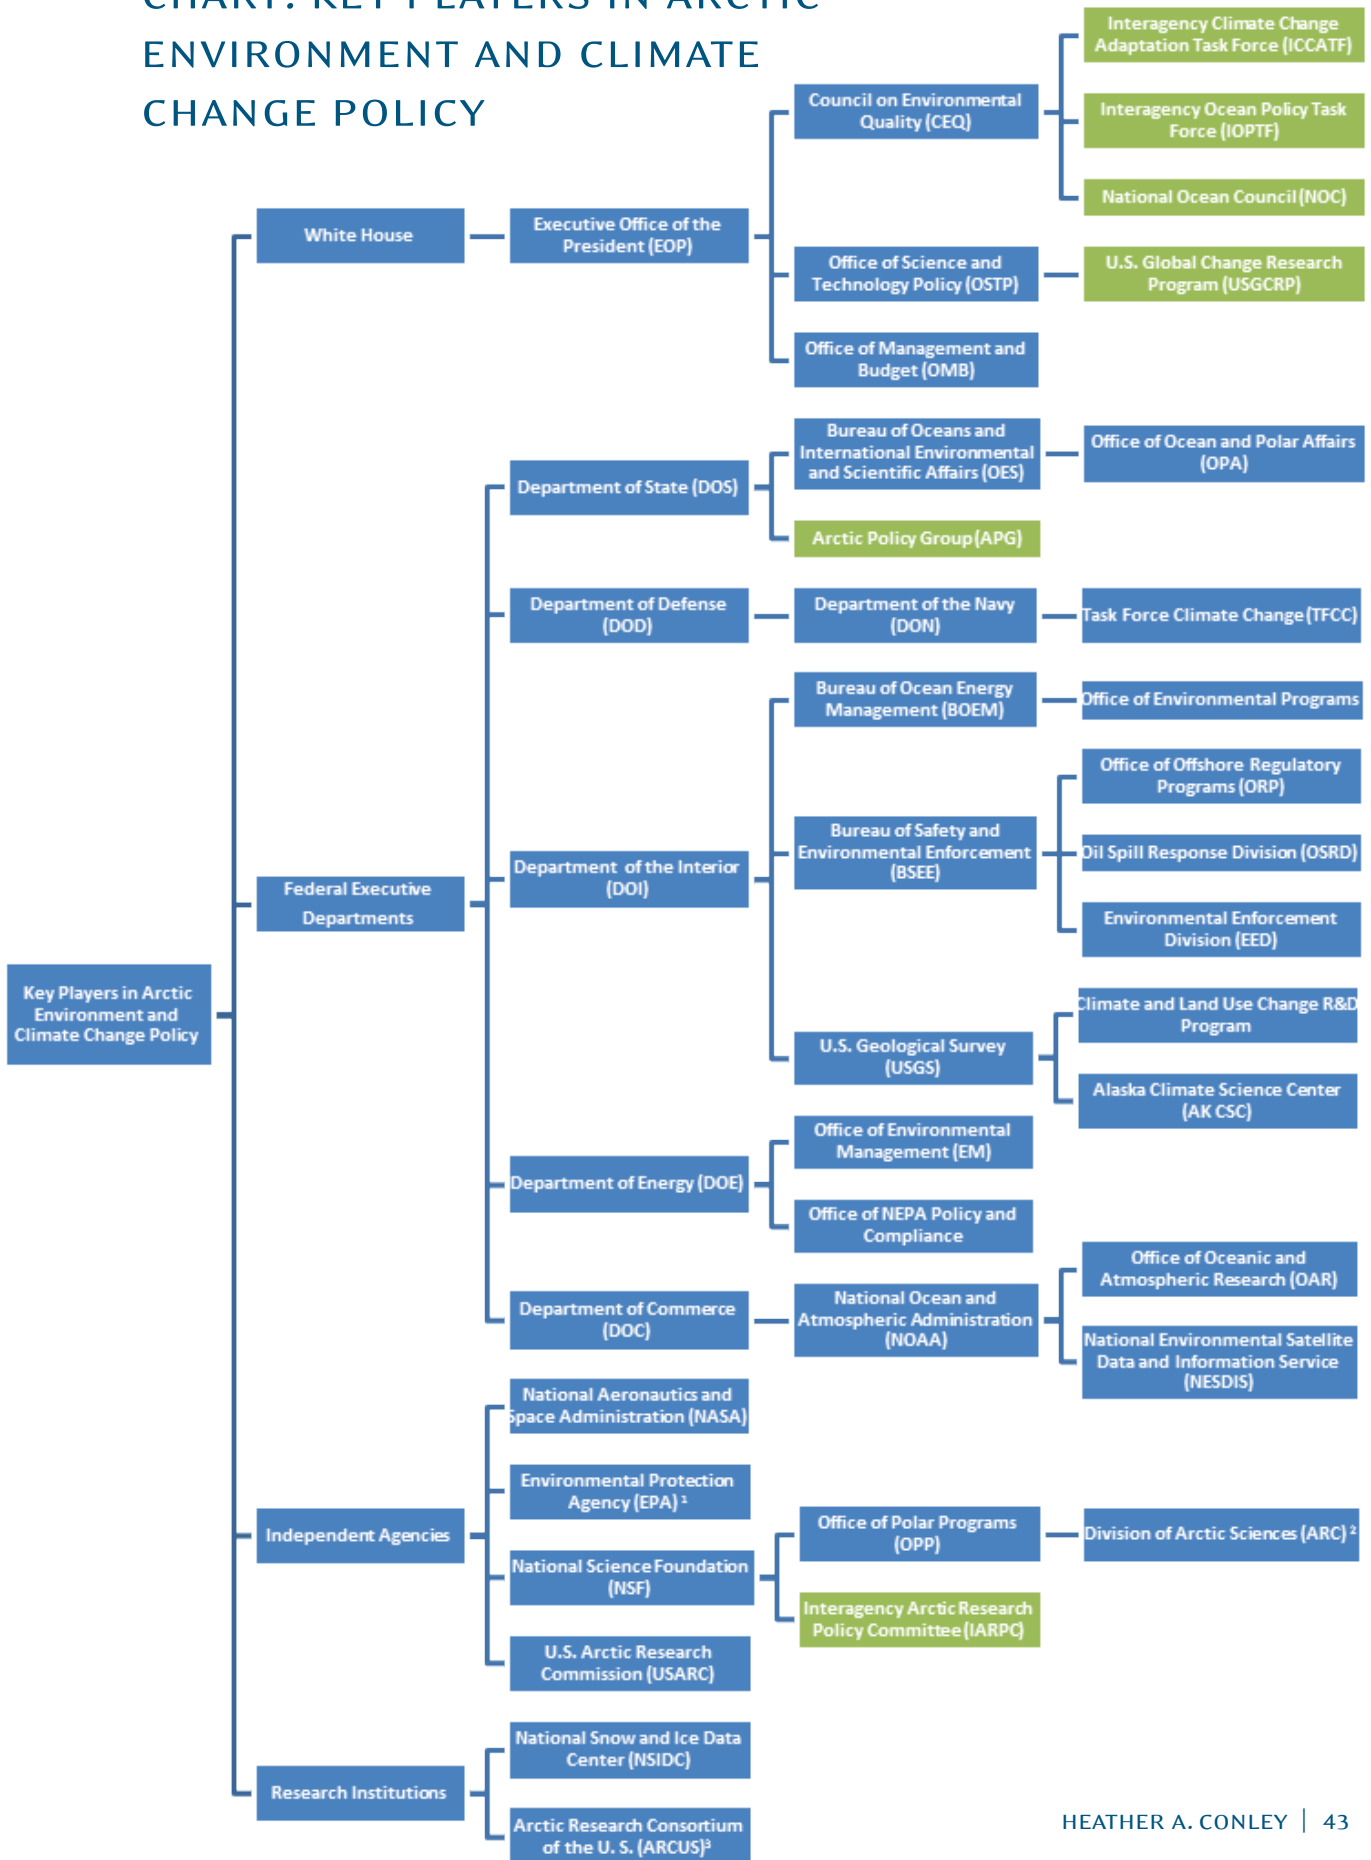 CHART: KEY PLAYERS IN ARCTIC
ENVIRONMENT AND CLIMATE
CHANGE POLICY
Key Players in Arctic
Environment and
Climate Change Policy
White House
Executive Office of the
President (EOP)
Council on Environmental
Quality (CEQ)
Interagency Climate Change
Adaptation Task Force (ICCATF)
Interagency Ocean Policy Task
Force (IOPTF)
National Ocean Council (NOC)
Office of Science and
Technology Policy (OSTP)
U.S. Global Change Research
Program (USGCRP)
Office of Management and
Budget (OMB)
Federal Executive
Departments
Department of State (DOS)
Bureau of Oceans and
International Environmental
and Scientific Affairs (OES)
Office of Ocean and Polar Affairs
(OPA)
Arctic Policy Group (APG)
Department of Defense
(DOD)
Department of the Navy
(DON)
Task Force Climate Change (TFCC)
Department of the Interior
(DOI)
Bureau of Ocean Energy
Management (BOEM)
Office of Environmental Programs
Bureau of Safety and
Environmental Enforcement
(BSEE)
Office of Offshore Regulatory
Programs (ORP)
Oil Spill Response Division (OSRD)
Environmental Enforcement
Division (EED)
U.S. Geological Survey
(USGS)
Climate and Land Use Change R&D
Program
Alaska Climate Science Center
(AK CSC)
Department of Energy (DOE)
Office of Environmental
Management (EM)
Office of NEPA Policy and
Compliance
Department of Commerce
(DOC)
National Ocean and
Atmospheric Administration
(NOAA)
Office of Oceanic and
Atmospheric Research (OAR)
National Environmental Satellite
Data and Information Service
(NESDIS)
Independent Agencies
National Aeronautics and
Space Administration (NASA)
Environmental Protection
Agency (EPA) ¹
National Science Foundation
(NSF)
Office of Polar Programs
(OPP)
Division of Arctic Sciences (ARC) ²
Interagency Arctic Research
Policy Committee (IARPC)
U.S. Arctic Research
Commission (USARC)
Research Institutions
National Snow and Ice Data
Center (NSIDC)
Arctic Research Consortium
of the U. S. (ARCUS)³
HEATHER A. CONLEY | 43